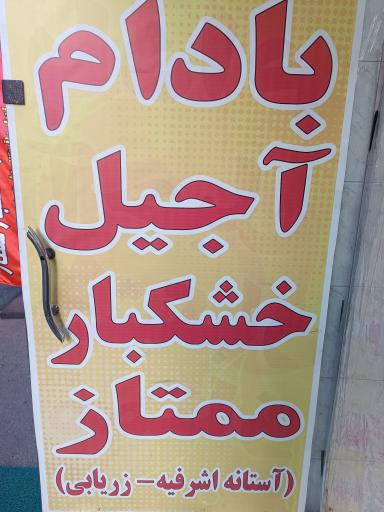 بادام
آجیل
خشکبار
ممتاز
(آستانه اشرفیه- زریابی)